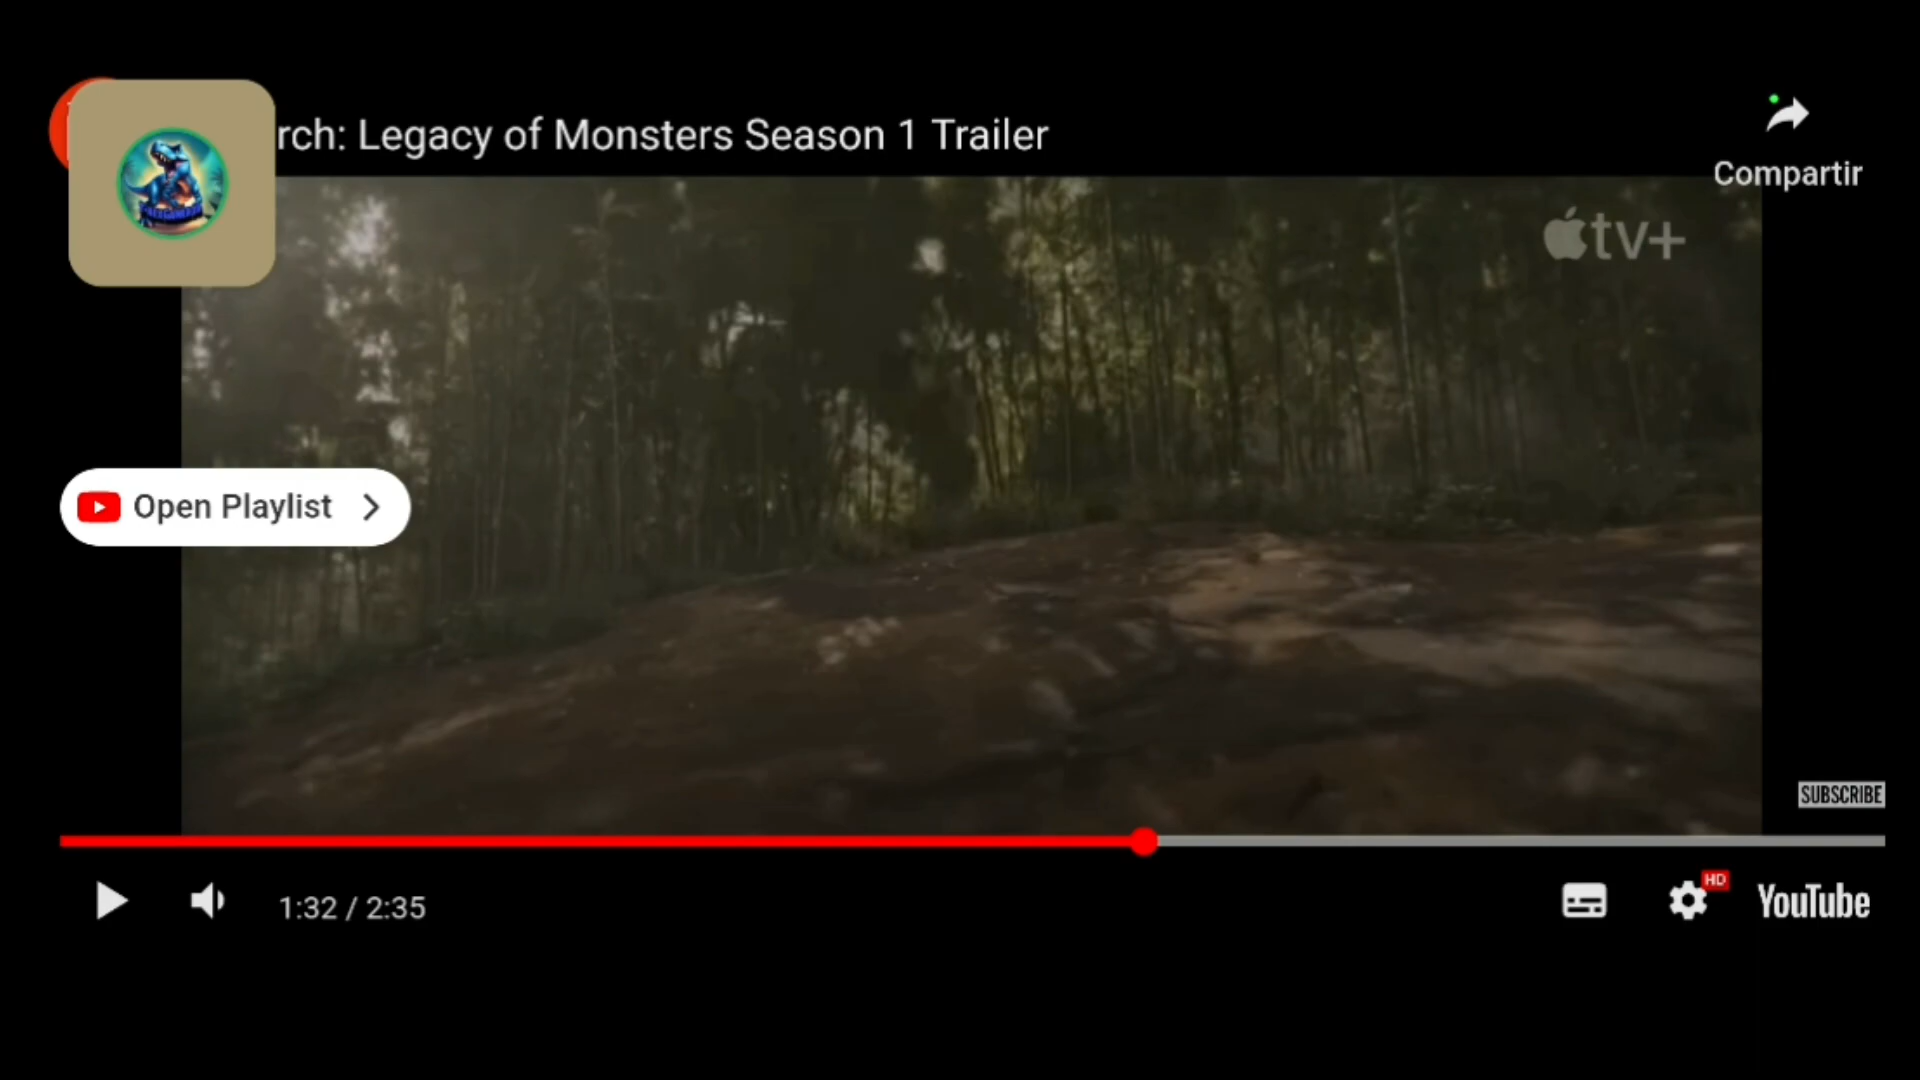 rch: Legacy of Monsters Season 1 Trailer
Compartir
tv+
Open Playlist
SUBSCRIBE
1:32 / 2:35
HD
YouTube